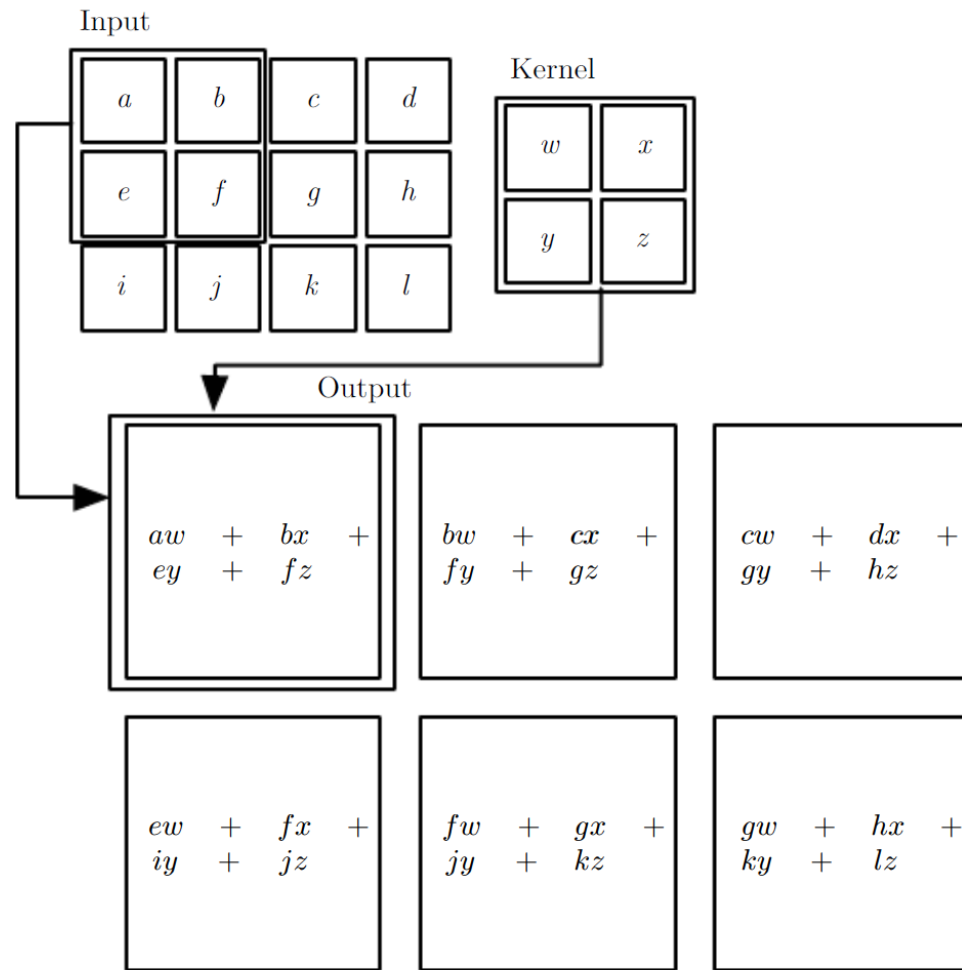 Input
a b c d
e f g h
i j k l
Kernel
w x
y z
Output
aw + bx +
ey + fz
bw + cx +
fy + gz
cw + dx +
gy + hz
ew + fx +
iy + jz
fw + gx +
jy + kz
gw + hx +
ky + lz